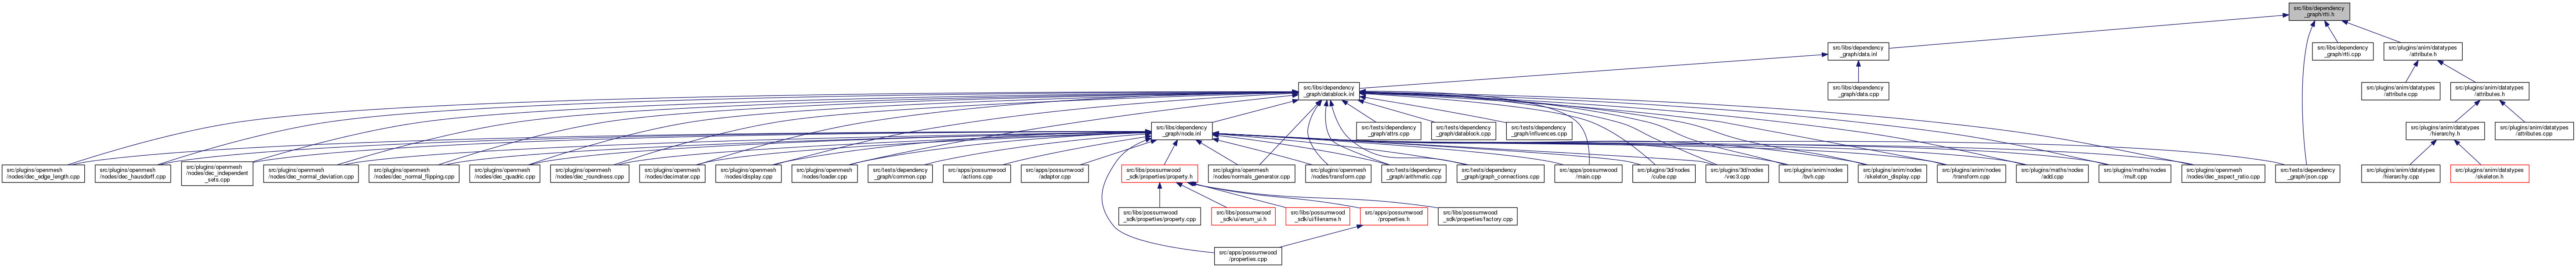 src/libs/dependency
_graph/rtti.h
src/libs/dependency
_graph/data.inl
src/libs/dependency
_graph/rtti.cpp
src/plugins/anim/datatypes
/attribute.h
src/libs/dependency
_graph/datablock.inl
src/libs/dependency
_graph/data.cpp
src/plugins/anim/datatypes
/attribute.cpp
src/plugins/anim/datatypes
/attributes.h
src/libs/dependency
_graph/node.inl
src/tests/dependency
_graph/attrs.cpp
src/tests/dependency
_graph/datablock.cpp
src/tests/dependency
_graph/influences.cpp
src/plugins/anim/datatypes
/hierarchy.h
src/plugins/anim/datatypes
/attributes.cpp
src/plugins/openmesh
/nodes/dec_edge_length.cpp
src/plugins/openmesh
/nodes/dec_hausdorff.cpp
src/plugins/openmesh
/nodes/dec_independent
_sets.cpp
src/plugins/openmesh
/nodes/dec_normal_deviation.cpp
src/plugins/openmesh
/nodes/dec_normal_flipping.cpp
src/plugins/openmesh
/nodes/dec_quadric.cpp
src/plugins/openmesh
/nodes/dec_roundness.cpp
src/plugins/openmesh
/nodes/decimater.cpp
src/plugins/openmesh
/nodes/display.cpp
src/plugins/openmesh
/nodes/loader.cpp
src/tests/dependency
_graph/common.cpp
src/apps/possumwood
/actions.cpp
src/apps/possumwood
/adaptor.cpp
src/libs/possumwood
_sdk/properties/property.h
src/plugins/openmesh
/nodes/normals_generator.cpp
src/plugins/openmesh
/nodes/transform.cpp
src/tests/dependency
_graph/arithmetic.cpp
src/tests/dependency
_graph/graph_connections.cpp
src/apps/possumwood
/main.cpp
src/plugins/3d/nodes
/cube.cpp
src/plugins/3d/nodes
/vec3.cpp
src/plugins/anim/nodes
/bvh.cpp
src/plugins/anim/nodes
/skeleton_display.cpp
src/plugins/anim/nodes
/transform.cpp
src/plugins/maths/nodes
/add.cpp
src/plugins/maths/nodes
/mult.cpp
src/plugins/openmesh
/nodes/dec_aspect_ratio.cpp
src/tests/dependency
_graph/json.cpp
src/plugins/anim/datatypes
/hierarchy.cpp
src/plugins/anim/datatypes
/skeleton.h
src/libs/possumwood
_sdk/properties/property.cpp
src/libs/possumwood
_sdk/ui/enum_ui.h
src/libs/possumwood
_sdk/ui/filename.h
src/apps/possumwood
/properties.h
src/libs/possumwood
_sdk/properties/factory.cpp
src/apps/possumwood
/properties.cpp